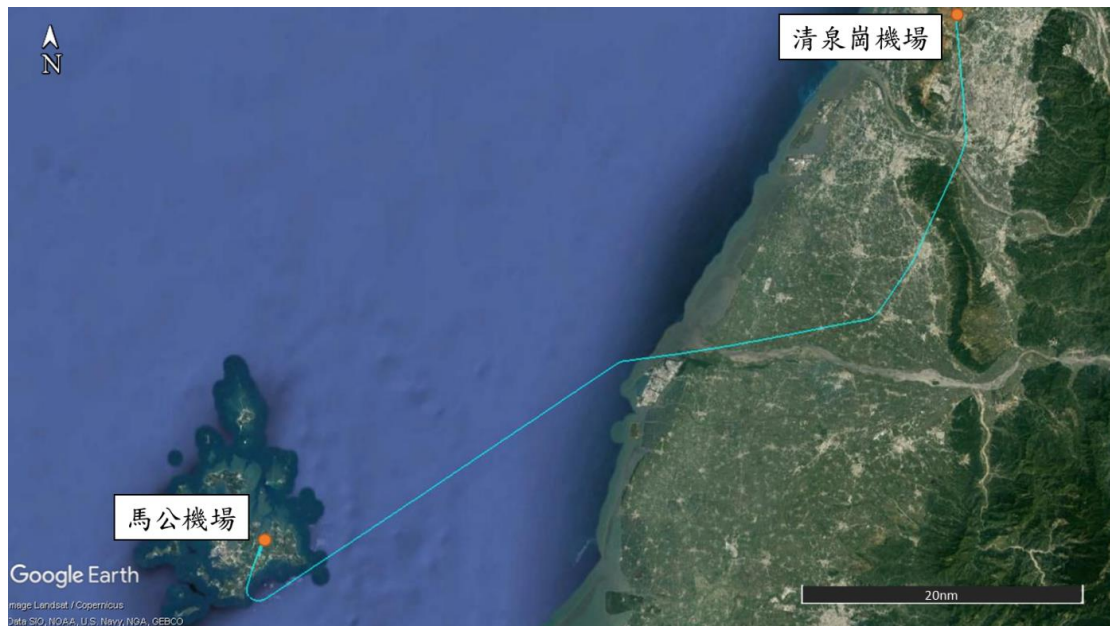 清泉崗機場
N
馬公機場
Google Earth
mage Landsat / Copernicus
Data SIO, NOAA, U.S. Navy, NGA, GEBCO
20nm